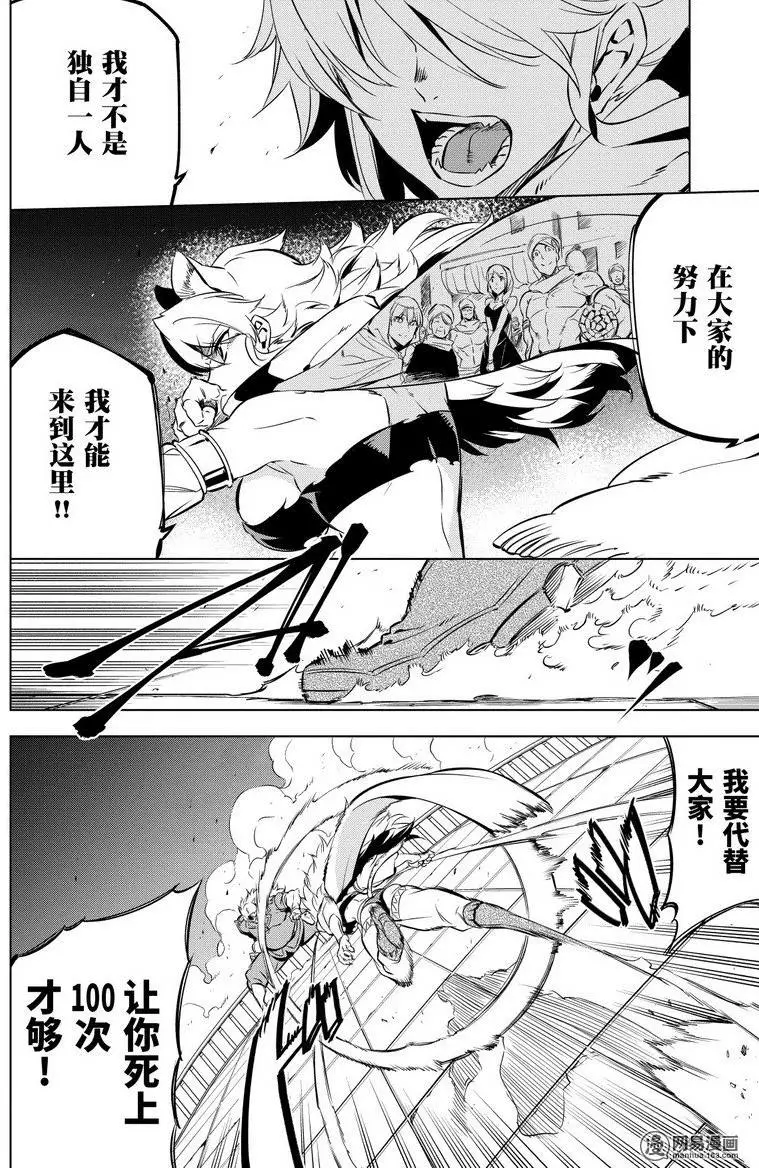 我才不是
独自一人
在大家的
努力下
我才能
来到这里!!
我要代替
大家！
让你死上
100次
才够！
网易漫画
manhua.163.com